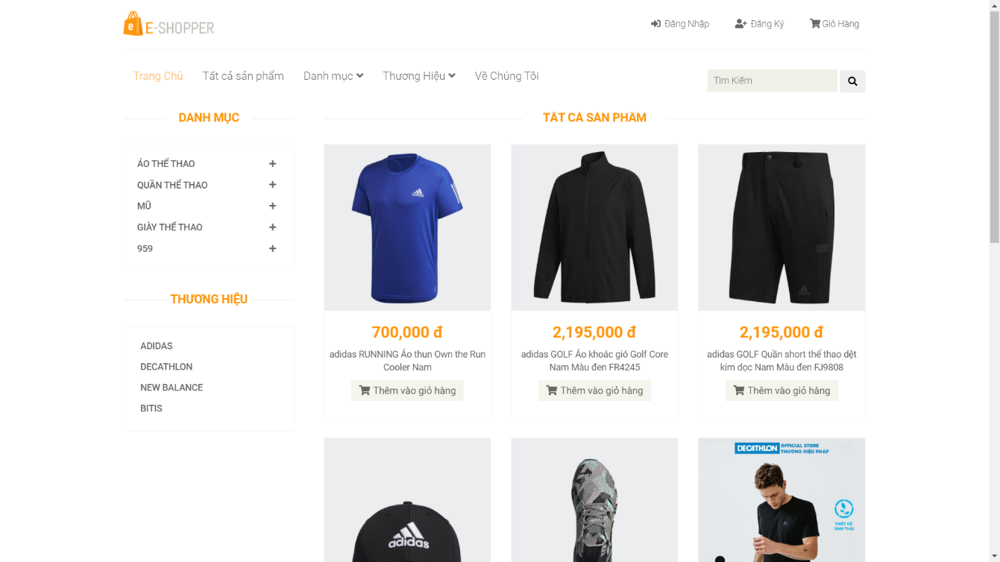 E-SHOPPER
Đăng Nhập
Đăng Ký
Giỏ Hàng
Trang Chủ
Tất cả sản phẩm
Danh mục
Thương Hiệu
Về Chúng Tôi
Tìm Kiếm
DANH MỤC
ÁO THỂ THAO
QUẦN THỂ THAO
MŨ
GIÀY THỂ THAO
959
THƯƠNG HIỆU
ADIDAS
DECATHLON
NEW BALANCE
BITIS
TẤT CẢ SẢN PHẨM
adidas
700,000 đ
adidas RUNNING Áo thun Own the Run
Cooler Nam
Thêm vào giỏ hàng
2,195,000 đ
adidas GOLF Áo khoác gió Golf Core
Nam Màu đen FR4245
Thêm vào giỏ hàng
2,195,000 đ
adidas GOLF Quần short thể thao dệt
kim dọc Nam Màu đen FJ9808
Thêm vào giỏ hàng
adidas
DECATHLON
OFFICIAL STORE
THƯƠNG HIỆU PHÁP
THIẾT KẾ
SINH THÁI